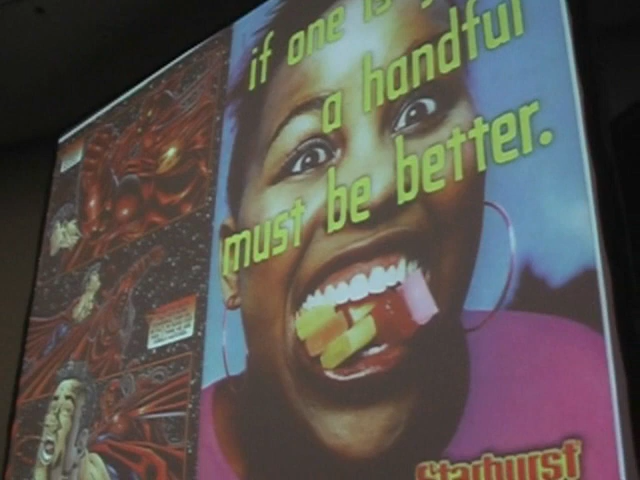 if one is
a handful
must be better.
Starburst